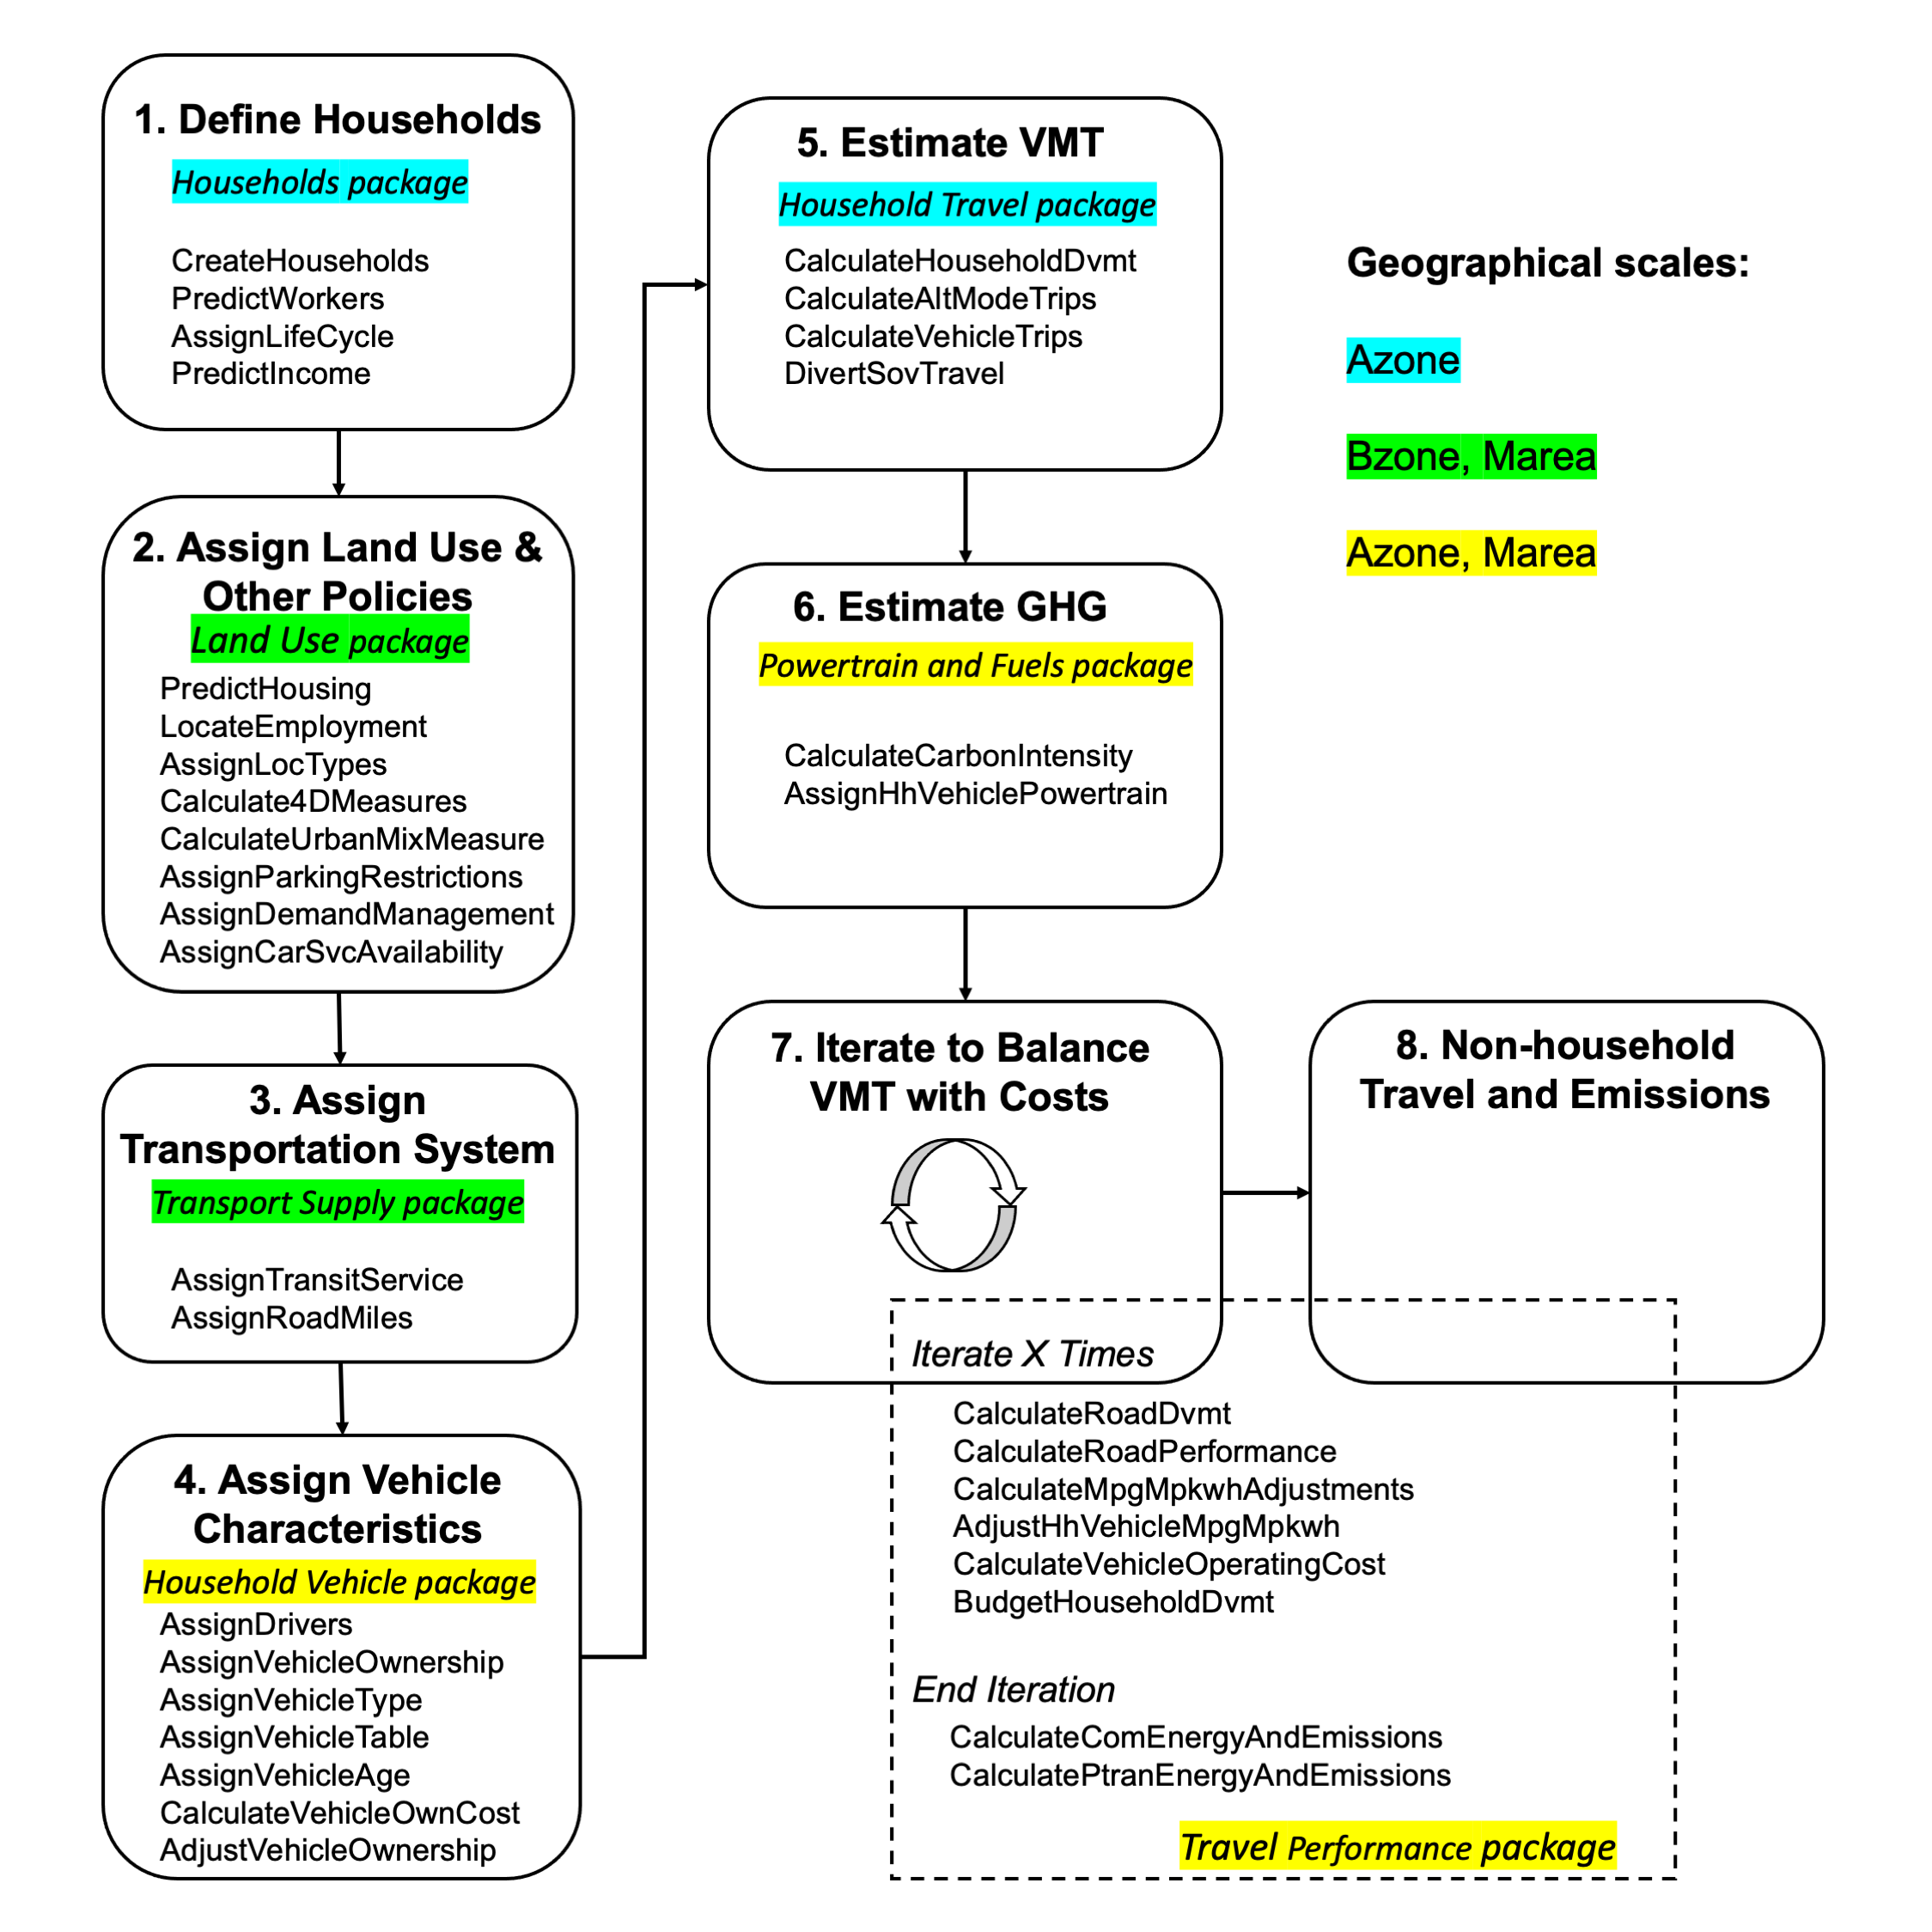 1. Define Households
Households package
CreateHouseholds
PredictWorkers
AssignLifeCycle
PredictIncome
2. Assign Land Use &
Other Policies
Land Use package
PredictHousing
LocateEmployment
AssignLocTypes
Calculate4DMeasures
CalculateUrbanMixMeasure
AssignParkingRestrictions
AssignDemandManagement
AssignCarSvcAvailability
3. Assign
Transportation System
Transport Supply package
AssignTransitService
AssignRoadMiles
4. Assign Vehicle
Characteristics
Household Vehicle package
AssignDrivers
AssignVehicleOwnership
AssignVehicleType
AssignVehicleTable
AssignVehicleAge
CalculateVehicleOwnCost
AdjustVehicleOwnership
5. Estimate VMT
Household Travel package
CalculateHouseholdDvmt
CalculateAltModeTrips
CalculateVehicleTrips
DivertSovTravel
6. Estimate GHG
Powertrain and Fuels package
CalculateCarbonIntensity
AssignHhVehiclePowertrain
7. Iterate to Balance
VMT with Costs
8. Non-household
Travel and Emissions
Iterate X Times
CalculateRoadDvmt
CalculateRoadPerformance
CalculateMpgMpkwhAdjustments
AdjustHhVehicleMpgMpkwh
CalculateVehicleOperatingCost
BudgetHouseholdDvmt
End Iteration
CalculateComEnergyAndEmissions
CalculatePtranEnergyAndEmissions
Travel Performance package
Geographical scales:
Azone
Bzone, Marea
Azone, Marea